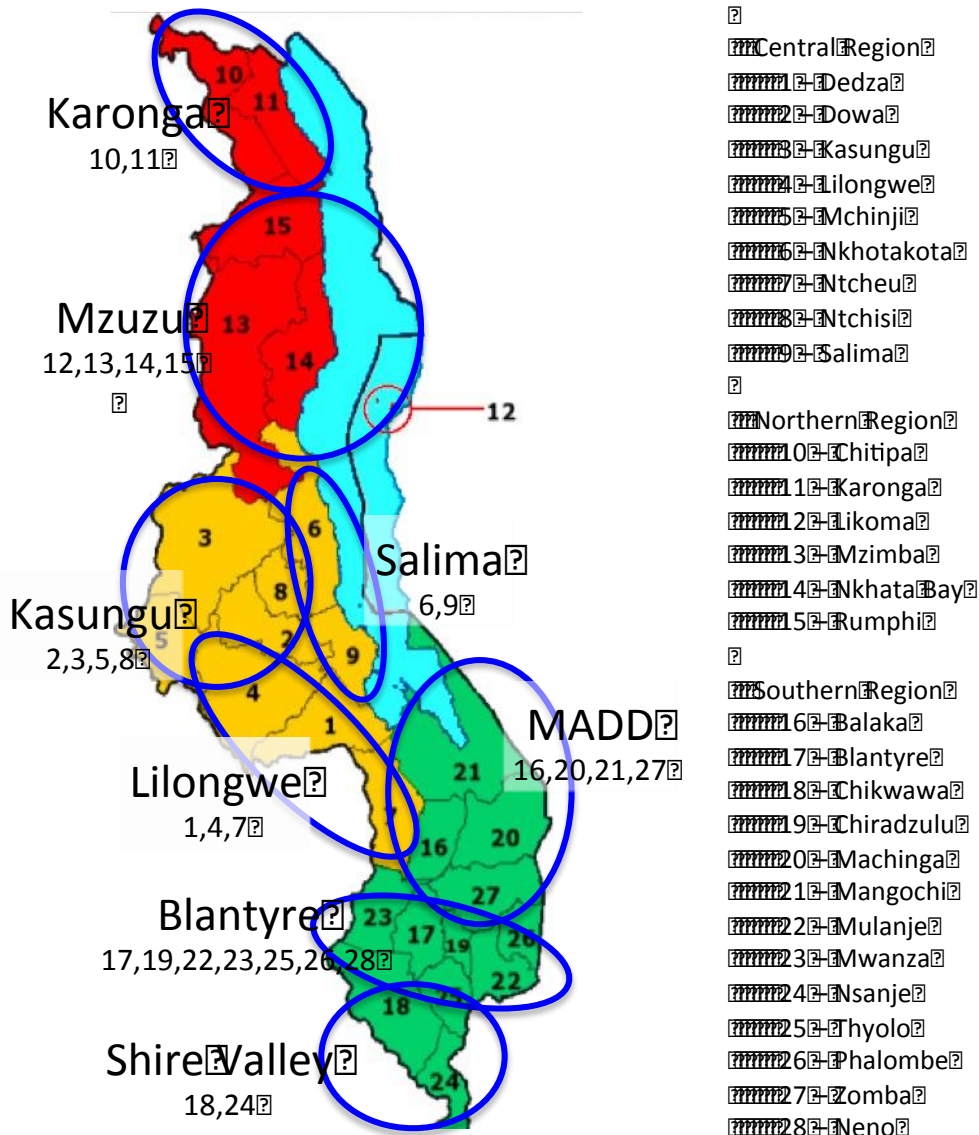 10
11
Karonga
10,11
15
Mzuzu
13
12,13,14,15
14
12
3
6
Salima
6,9
8
Kasungu
5
2
2,3,5,8
9
4
1
MADD
16,20,21,27
21
Lilongwe
1,4,7
16
20
27
Blantyre
23
17
19
26
17,19,22,23,25,26,28
22
18
Shire Valley
18,24
24
Central Region
1 – Dedza
2 – Dowa
3 – Kasungu
4 – Lilongwe
5 – Mchinji
6 – Nkhotakota
7 – Ntcheu
8 – Ntchisi
9 – Salima
Northern Region
10 – Chitipa
11 – Karonga
12 – Likoma
13 – Mzimba
14 – Nkhata Bay
15 – Rumphi
Southern Region
16 – Balaka
17 – Blantyre
18 – Chikwawa
19 – Chiradzulu
20 – Machinga
21 – Mangochi
22 – Mulanje
23 – Mwanza
24 – Nsanje
25 – Thyolo
26 – Phalombe
27 – Zomba
28 – Neno